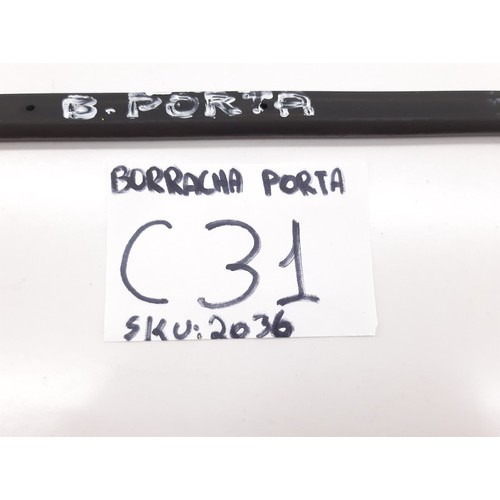 B. PORTA
BORRACHA PORTA
C31
SKU: 2036